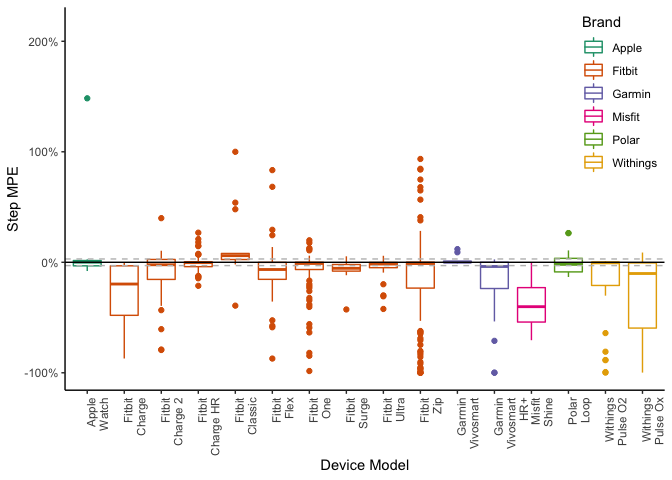 Brand
Apple
Fitbit
Garmin
Misfit
Polar
Withings
Step MPE
200%
100%
0%
-100%
Apple
Watch
Fitbit
Charge
Fitbit
Charge 2
Fitbit
Charge HR
Fitbit
Classic
Fitbit
Flex
Fitbit
One
Fitbit
Surge
Fitbit
Ultra
Fitbit
Zip
Garmin
Vivosmart
Garmin
Vivosmart
HR+
Misfit
Shine
Polar
Loop
Withings
Pulse O2
Withings
Pulse Ox
Device Model